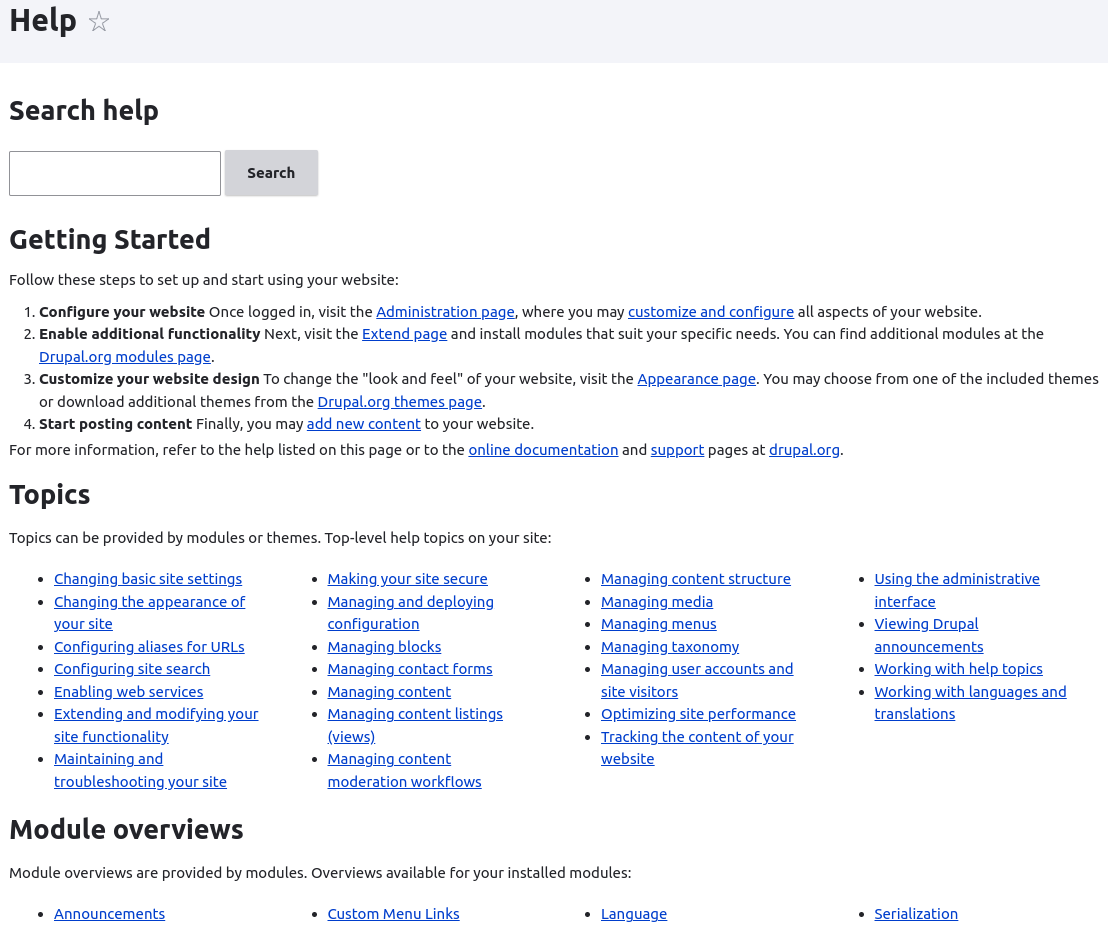 Help ☆
Search help
Search
Getting Started
Follow these steps to set up and start using your website:
1. Configure your website Once logged in, visit the Administration page, where you may customize and configure all aspects of your website.
2. Enable additional functionality Next, visit the Extend page and install modules that suit your specific needs. You can find additional modules at the
Drupal.org modules page.
3. Customize your website design To change the "look and feel" of your website, visit the Appearance page. You may choose from one of the included themes
or download additional themes from the Drupal.org themes page.
4. Start posting content Finally, you may add new content to your website.
For more information, refer to the help listed on this page or to the online documentation and support pages at drupal.org.
Topics
Topics can be provided by modules or themes. Top-level help topics on your site:
• Changing basic site settings
• Changing the appearance of
your site
• Configuring aliases for URLs
• Configuring site search
• Enabling web services
• Extending and modifying your
site functionality
• Maintaining and
troubleshooting your site
• Making your site secure
• Managing and deploying
configuration
• Managing blocks
• Managing contact forms
• Managing content
• Managing content listings
(views)
• Managing content
moderation workflows
• Managing content structure
• Managing media
• Managing menus
• Managing taxonomy
• Managing user accounts and
site visitors
• Optimizing site performance
• Tracking the content of your
website
• Using the administrative
interface
• Viewing Drupal
announcements
• Working with help topics
• Working with languages and
translations
Module overviews
Module overviews are provided by modules. Overviews available for your installed modules:
• Announcements
• Custom Menu Links
• Language
• Serialization